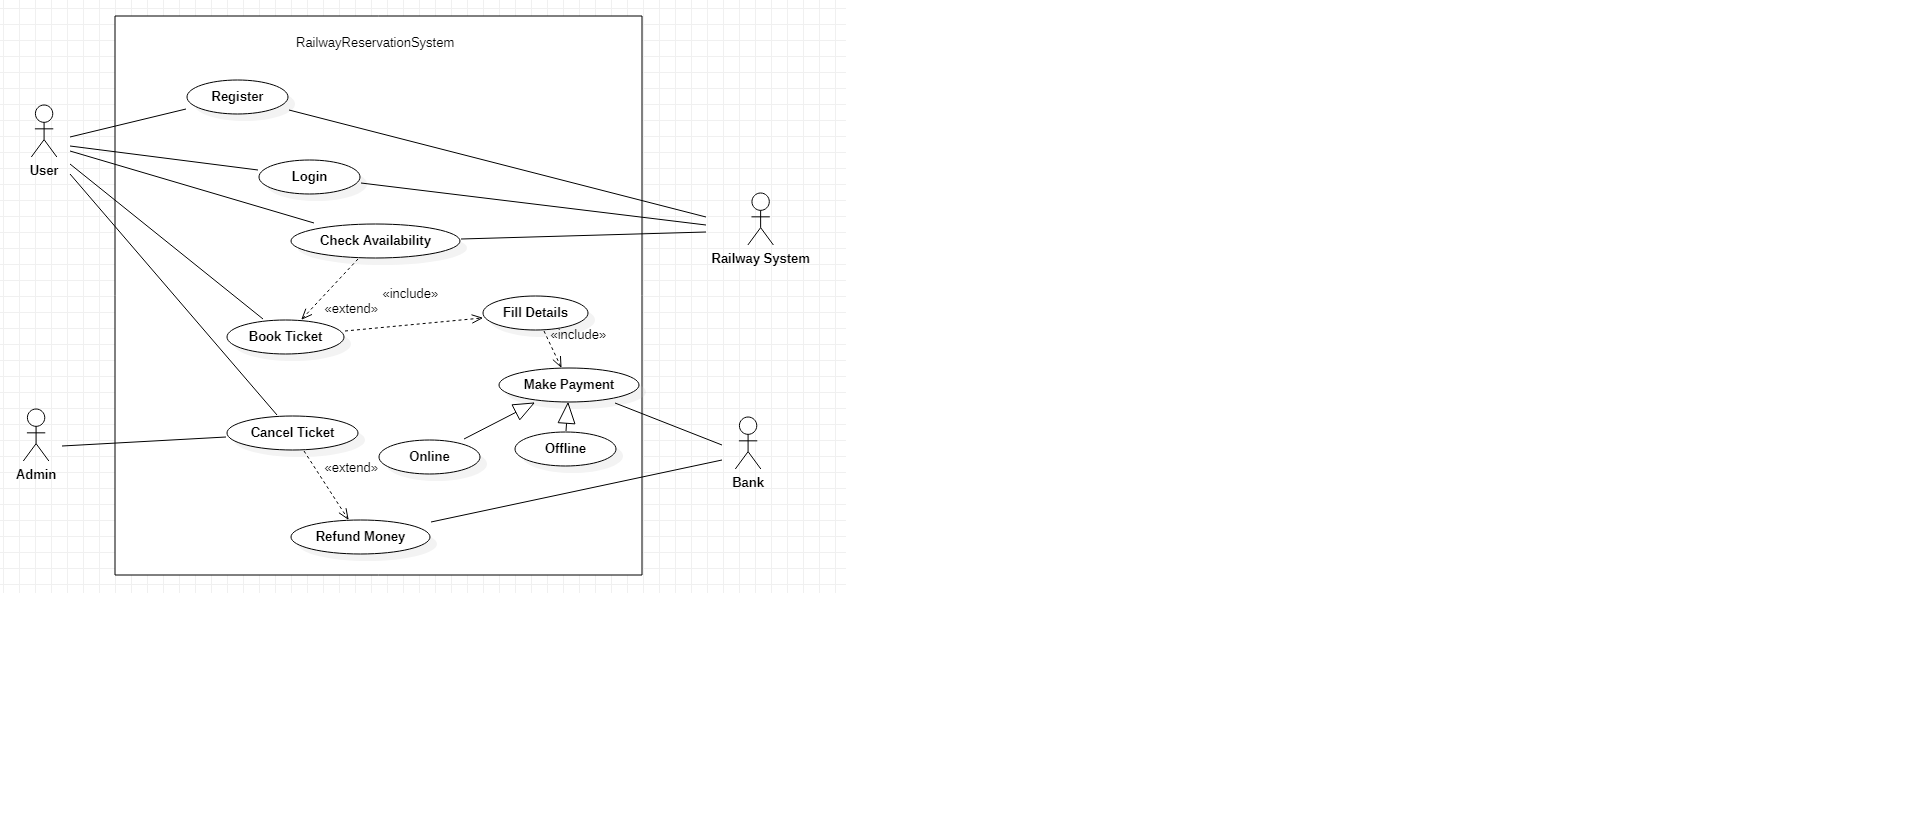 RailwayReservationSystem
Register
User
Login
Check Availability
Railway System
«include»
«extend»
Fill Details
«include»
Book Ticket
Make Payment
Cancel Ticket
Online
Offline
«extend»
Admin
Bank
Refund Money